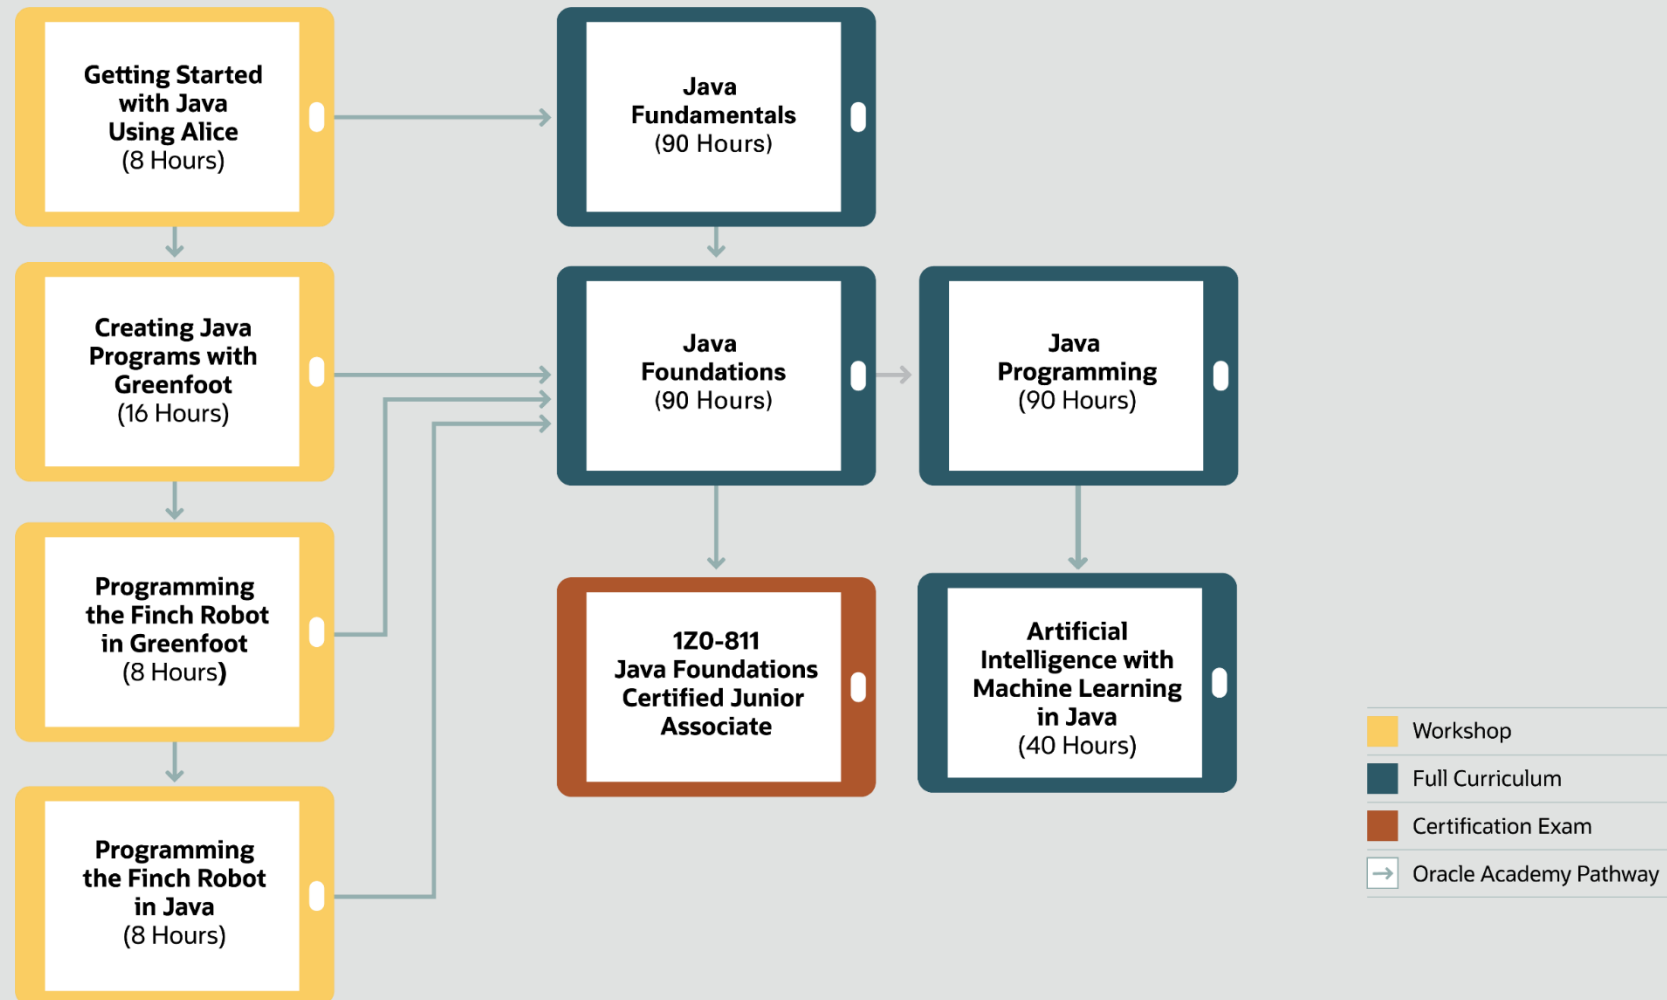 Getting Started
with Java
Using Alice
(8 Hours)
Java
Fundamentals
(90 Hours)
Creating Java
Programs with
Greenfoot
(16 Hours)
Java
Foundations
(90 Hours)
Java
Programming
(90 Hours)
Programming
the Finch Robot
in Greenfoot
(8 Hours)
1Z0-811
Java Foundations
Certified Junior
Associate
Artificial
Intelligence with
Machine Learning
in Java
(40 Hours)
Programming
the Finch Robot
in Java
(8 Hours)
Workshop
Full Curriculum
Certification Exam
Oracle Academy Pathway